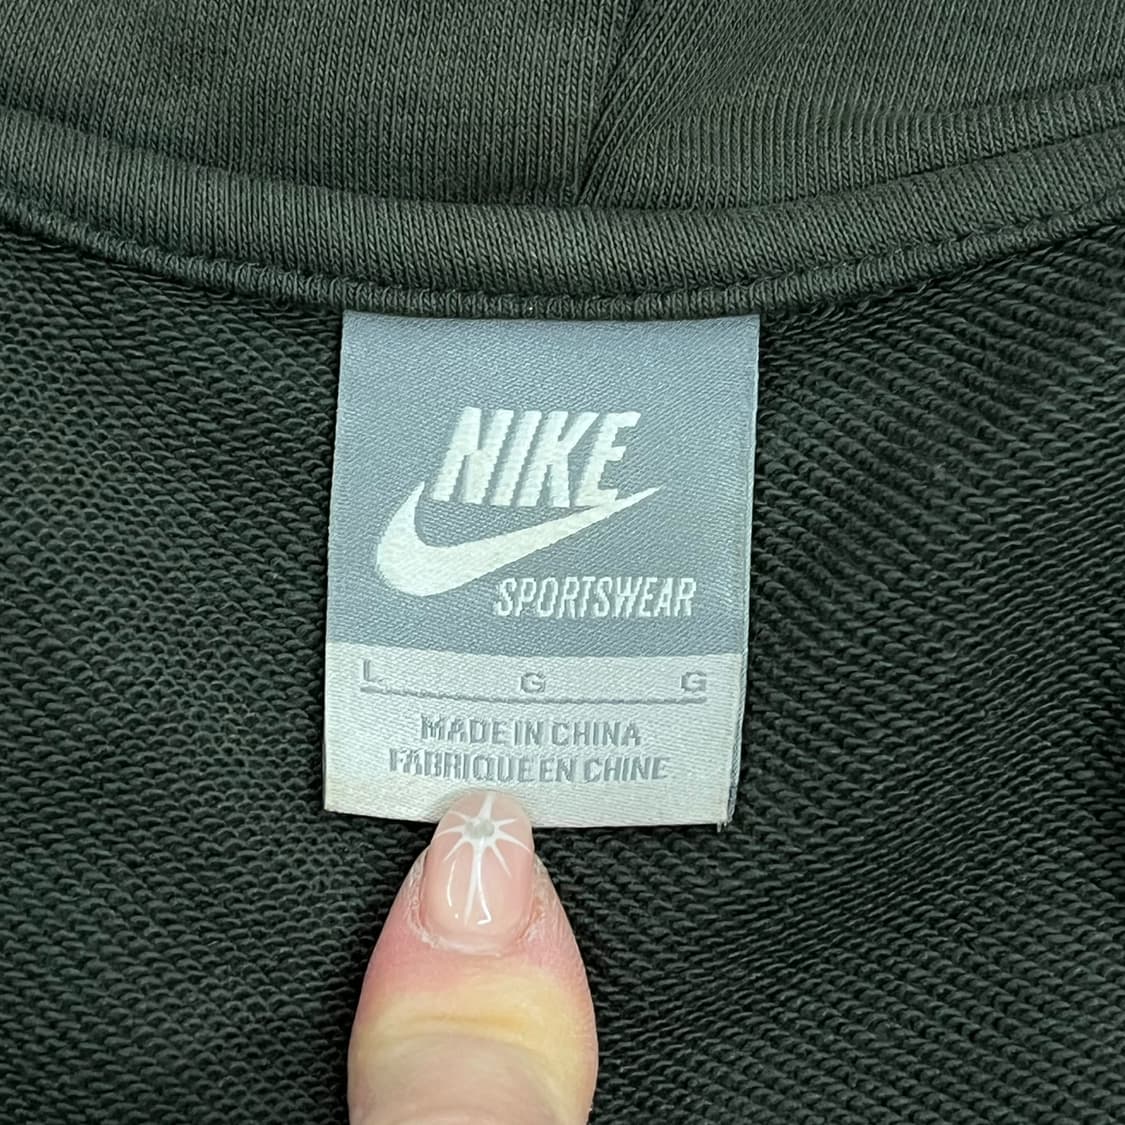 NIKE
SPORTSWEAR
L G G
MADE IN CHINA
FABRIQUE EN CHINE